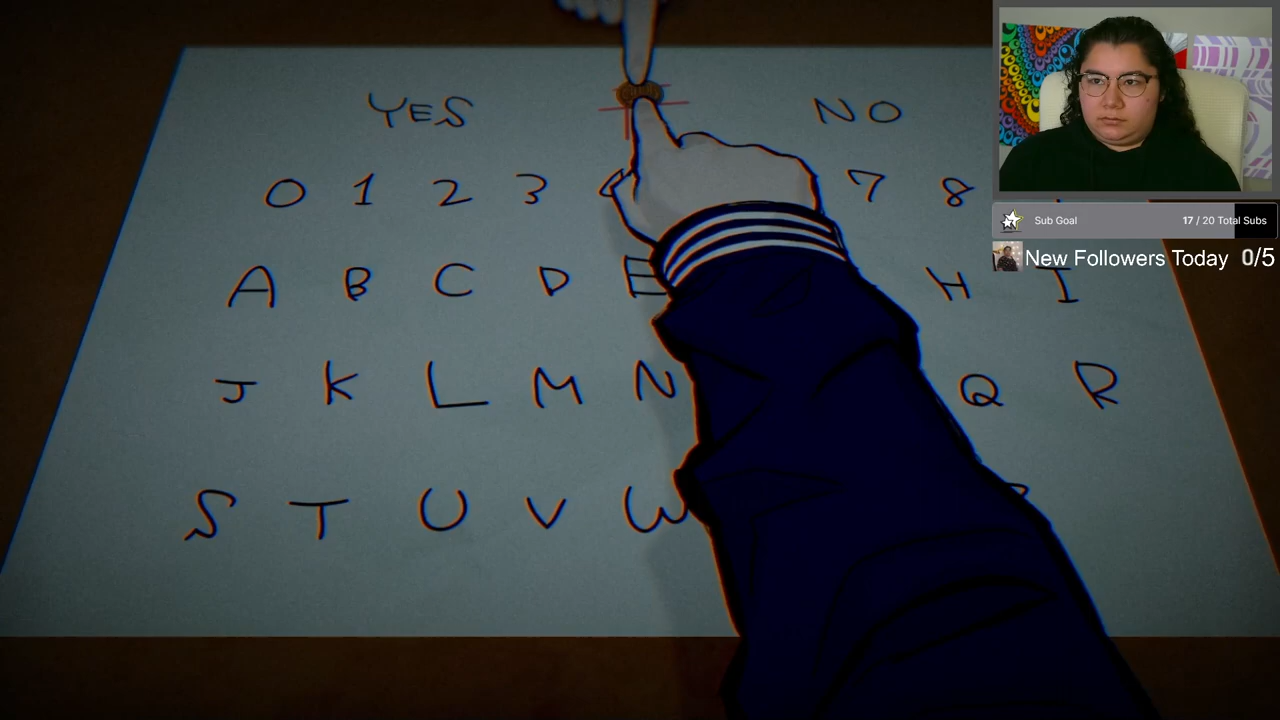 YES NO
0 1 2 3 7 8
A B C D E H I
J K L M N Q R
S T U V W
Sub Goal 17 / 20 Total Subs
New Followers Today 0/5